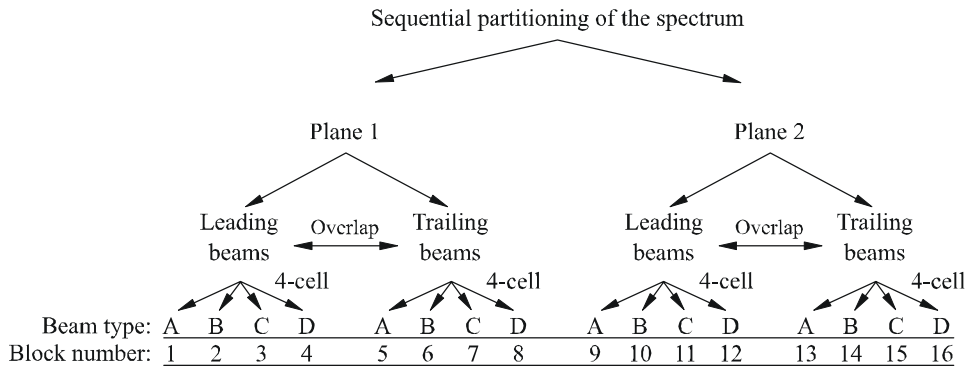 Sequential partitioning of the spectrum
Plane 1 Plane 2
Leading beams Overlap Trailing beams Leading beams Overlap Trailing beams
4-cell 4-cell 4-cell 4-cell
Beam type: A B C D A B C D A B C D A B C D
Block number: 1 2 3 4 5 6 7 8 9 10 11 12 13 14 15 16